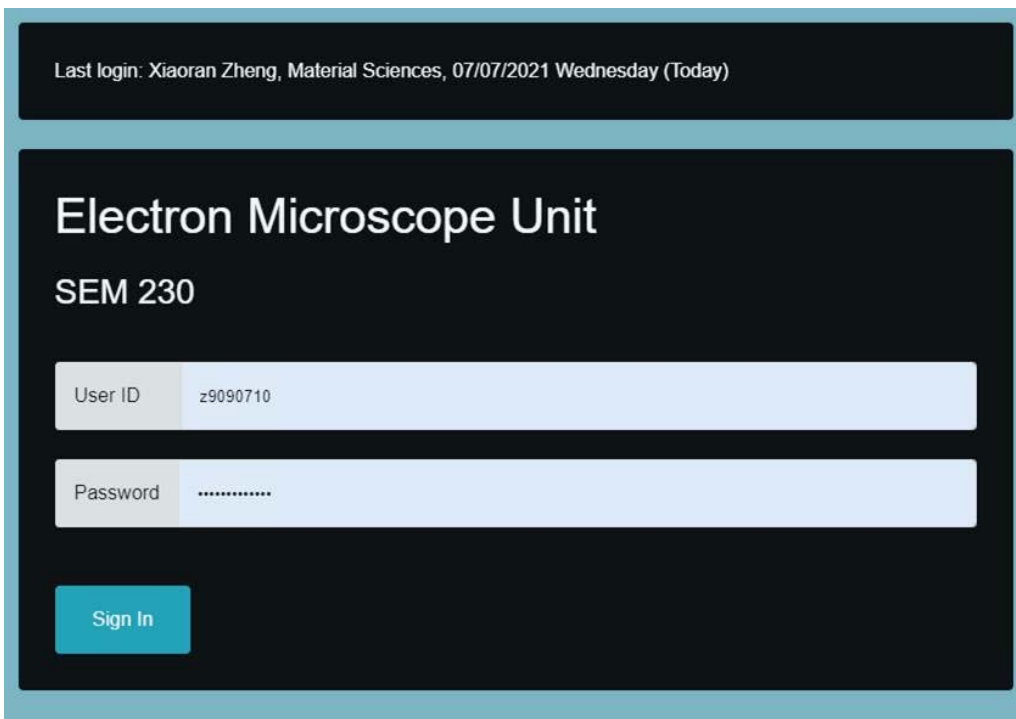 Last login: Xiaoran Zheng, Material Sciences, 07/07/2021 Wednesday (Today)
Electron Microscope Unit
SEM 230
User ID z9090710
Password •••••••••••••
Sign In